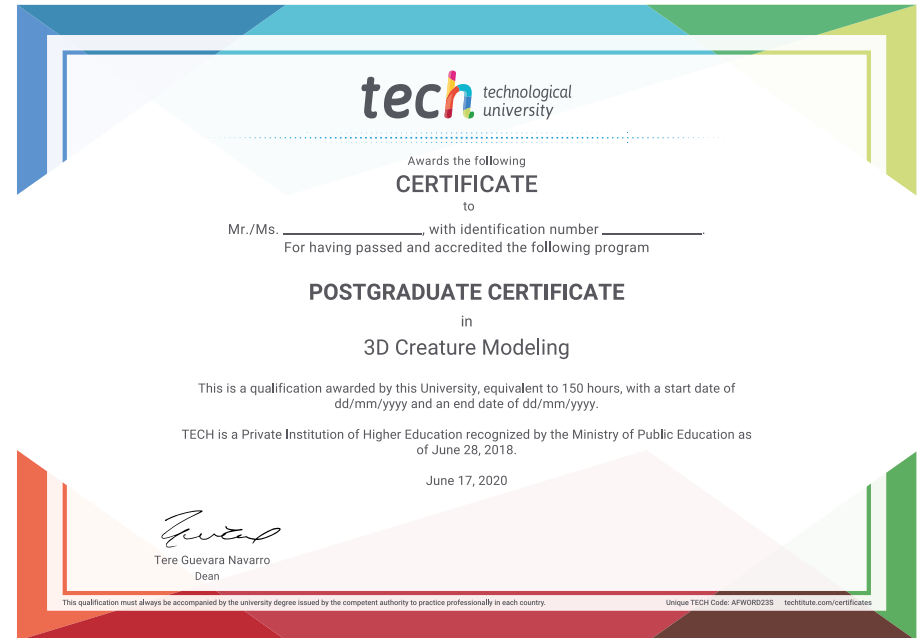 tech technological
university
Awards the following
CERTIFICATE
to
Mr./Ms. ____________, with identification number ____________.
For having passed and accredited the following program
POSTGRADUATE CERTIFICATE
in
3D Creature Modeling
This is a qualification awarded by this University, equivalent to 150 hours, with a start date of
dd/mm/yyyy and an end date of dd/mm/yyyy.
TECH is a Private Institution of Higher Education recognized by the Ministry of Public Education as
of June 28, 2018.
June 17, 2020
Tere Guevara Navarro
Dean
This qualification must always be accompanied by the university degree issued by the competent authority to practice professionally in each country. Unique TECH Code: AFWORD23S techtitute.com/certificates